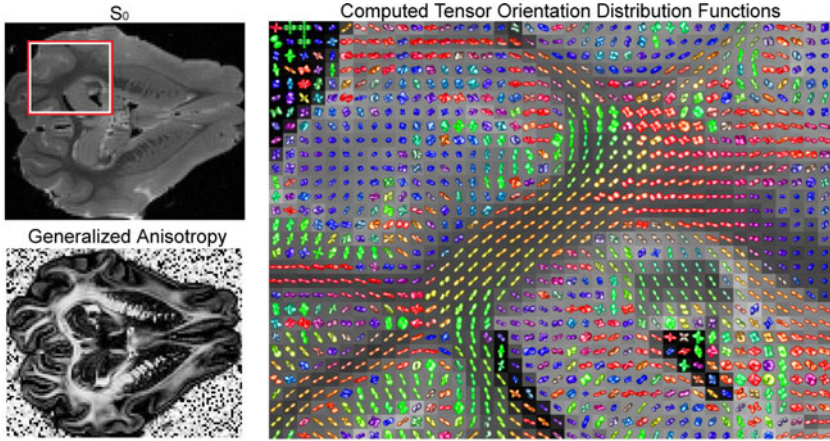 S₀
Computed Tensor Orientation Distribution Functions
Generalized Anisotropy